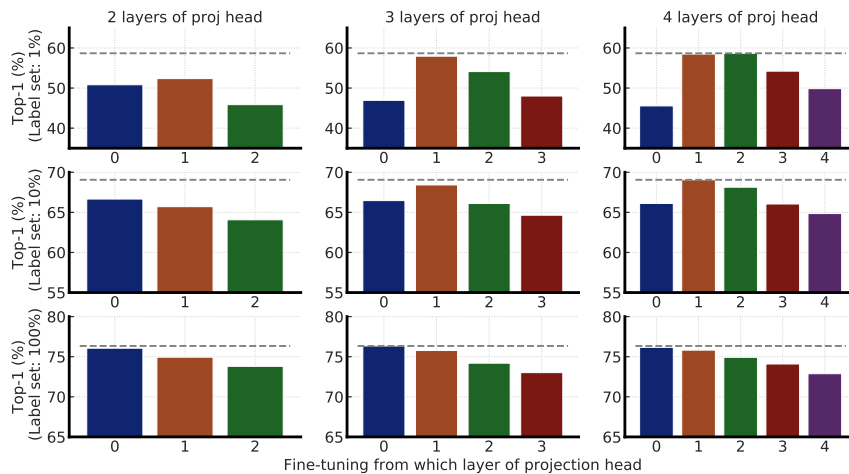 2 layers of proj head
3 layers of proj head
4 layers of proj head
Top-1 (%)
(Label set: 1%)
60
50
40
0 1 2
60
50
40
0 1 2 3
60
50
40
0 1 2 3 4
Top-1 (%)
(Label set: 10%)
70
65
60
55
0 1 2
70
65
60
55
0 1 2 3
70
65
60
55
0 1 2 3 4
Top-1 (%)
(Label set: 100%)
80
75
70
65
0 1 2
80
75
70
65
0 1 2 3
80
75
70
65
0 1 2 3 4
Fine-tuning from which layer of projection head